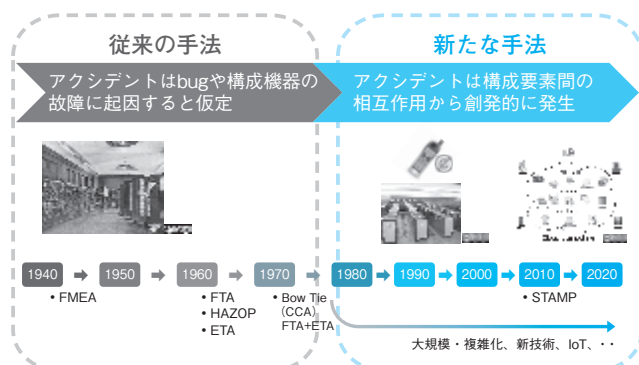 従来の手法
新たな手法
アクシデントはbugや構成機器の
故障に起因すると仮定
アクシデントは構成要素間の
相互作用から創発的に発生
1940
1950
1960
1970
1980
1990
2000
2010
2020
• FMEA
• FTA
• HAZOP
• ETA
• Bow Tie
(CCA)
FTA+ETA
• STAMP
大規模・複雑化、新技術、IoT、・・